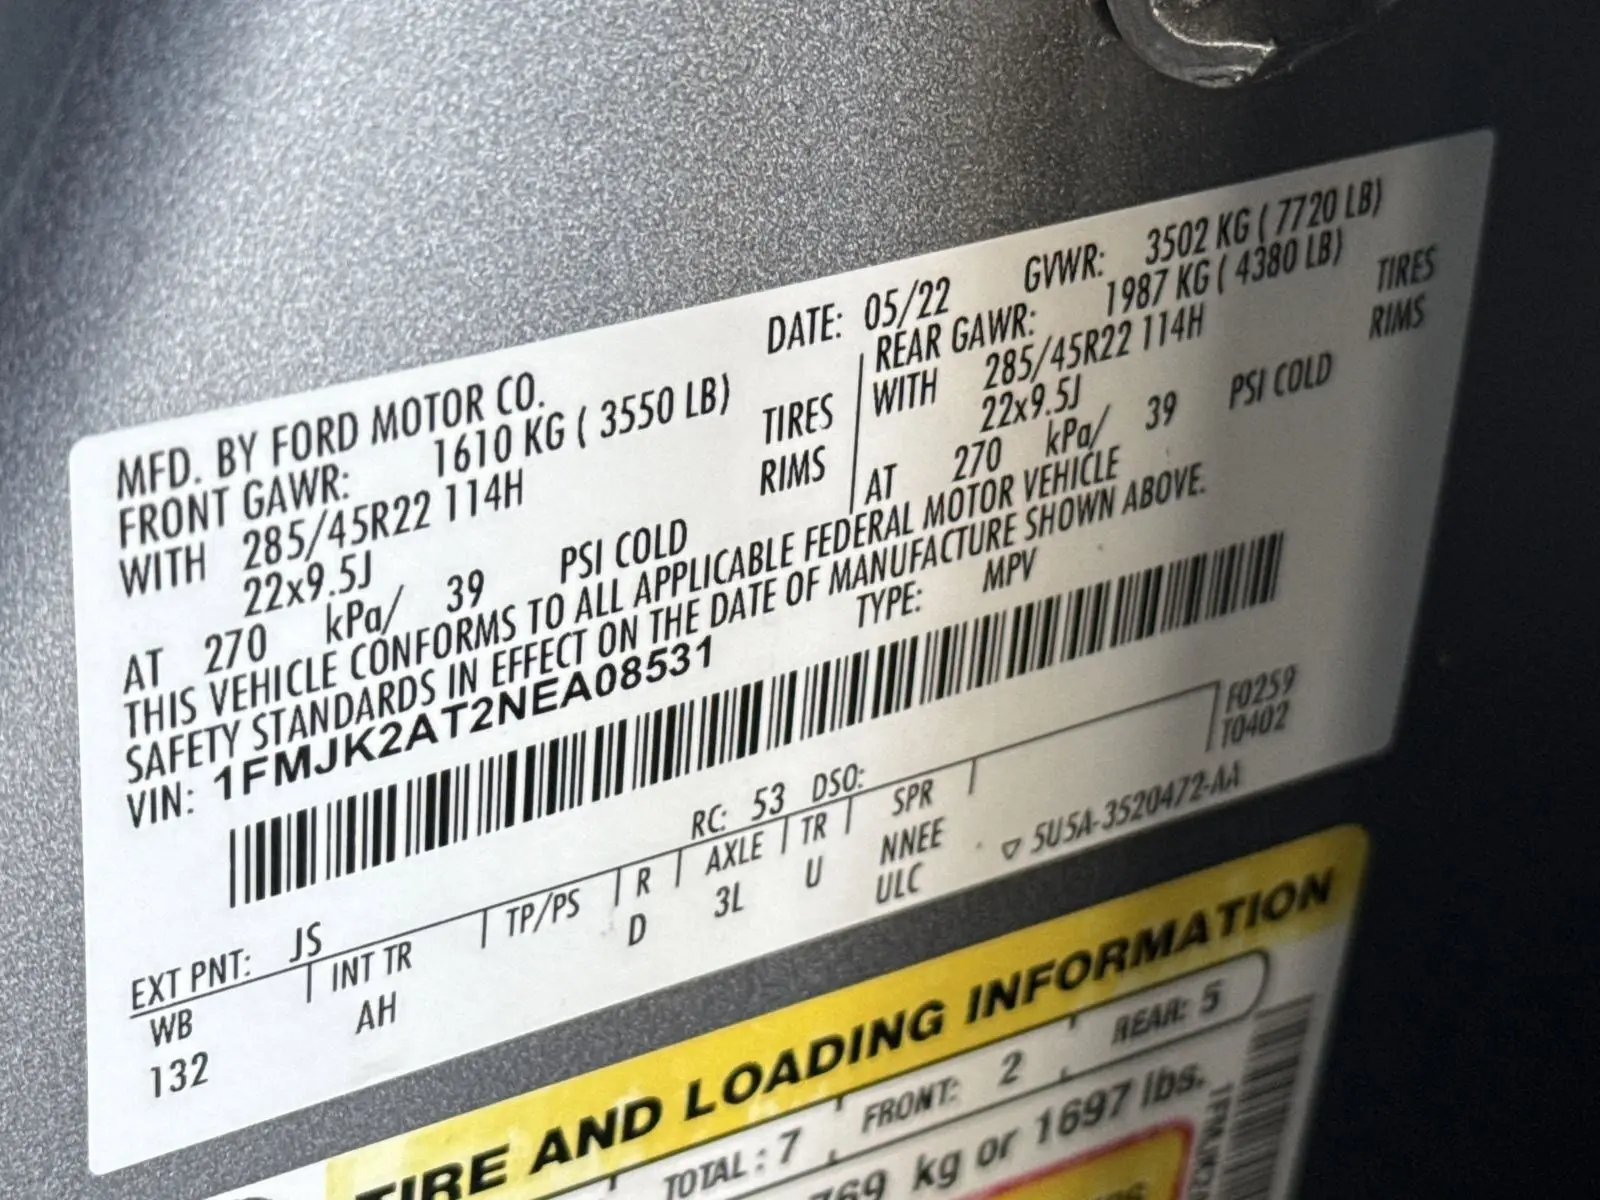 MFD. BY FORD MOTOR CO. DATE: 05/22 GVWR: 3502 KG ( 7720 LB)
FRONT GAWR: 1610 KG ( 3550 LB) REAR GAWR: 1987 KG ( 4380 LB)
WITH 285/45R22 114H TIRES WITH 285/45R22 114H TIRES
22x9.5J RIMS 22x9.5J RIMS
AT 270 kPa/ 39 PSI COLD AT 270 kPa/ 39 PSI COLD
THIS VEHICLE CONFORMS TO ALL APPLICABLE FEDERAL MOTOR VEHICLE
SAFETY STANDARDS IN EFFECT ON THE DATE OF MANUFACTURE SHOWN ABOVE.
VIN: 1FMJK2AT2NEA08531 TYPE: MPV
F0259
T0402
EXT PNT: JS RC: 53 DSO:
WB INT TR TP/PS R AXLE TR SPR
132 AH D 3L U NNEE
ULC
▽ 5U5A-3520472-AA
TIRE AND LOADING INFORMATION
TOTAL : 7 FRONT: 2 REAR: 5
769 kg or 1697 lbs.